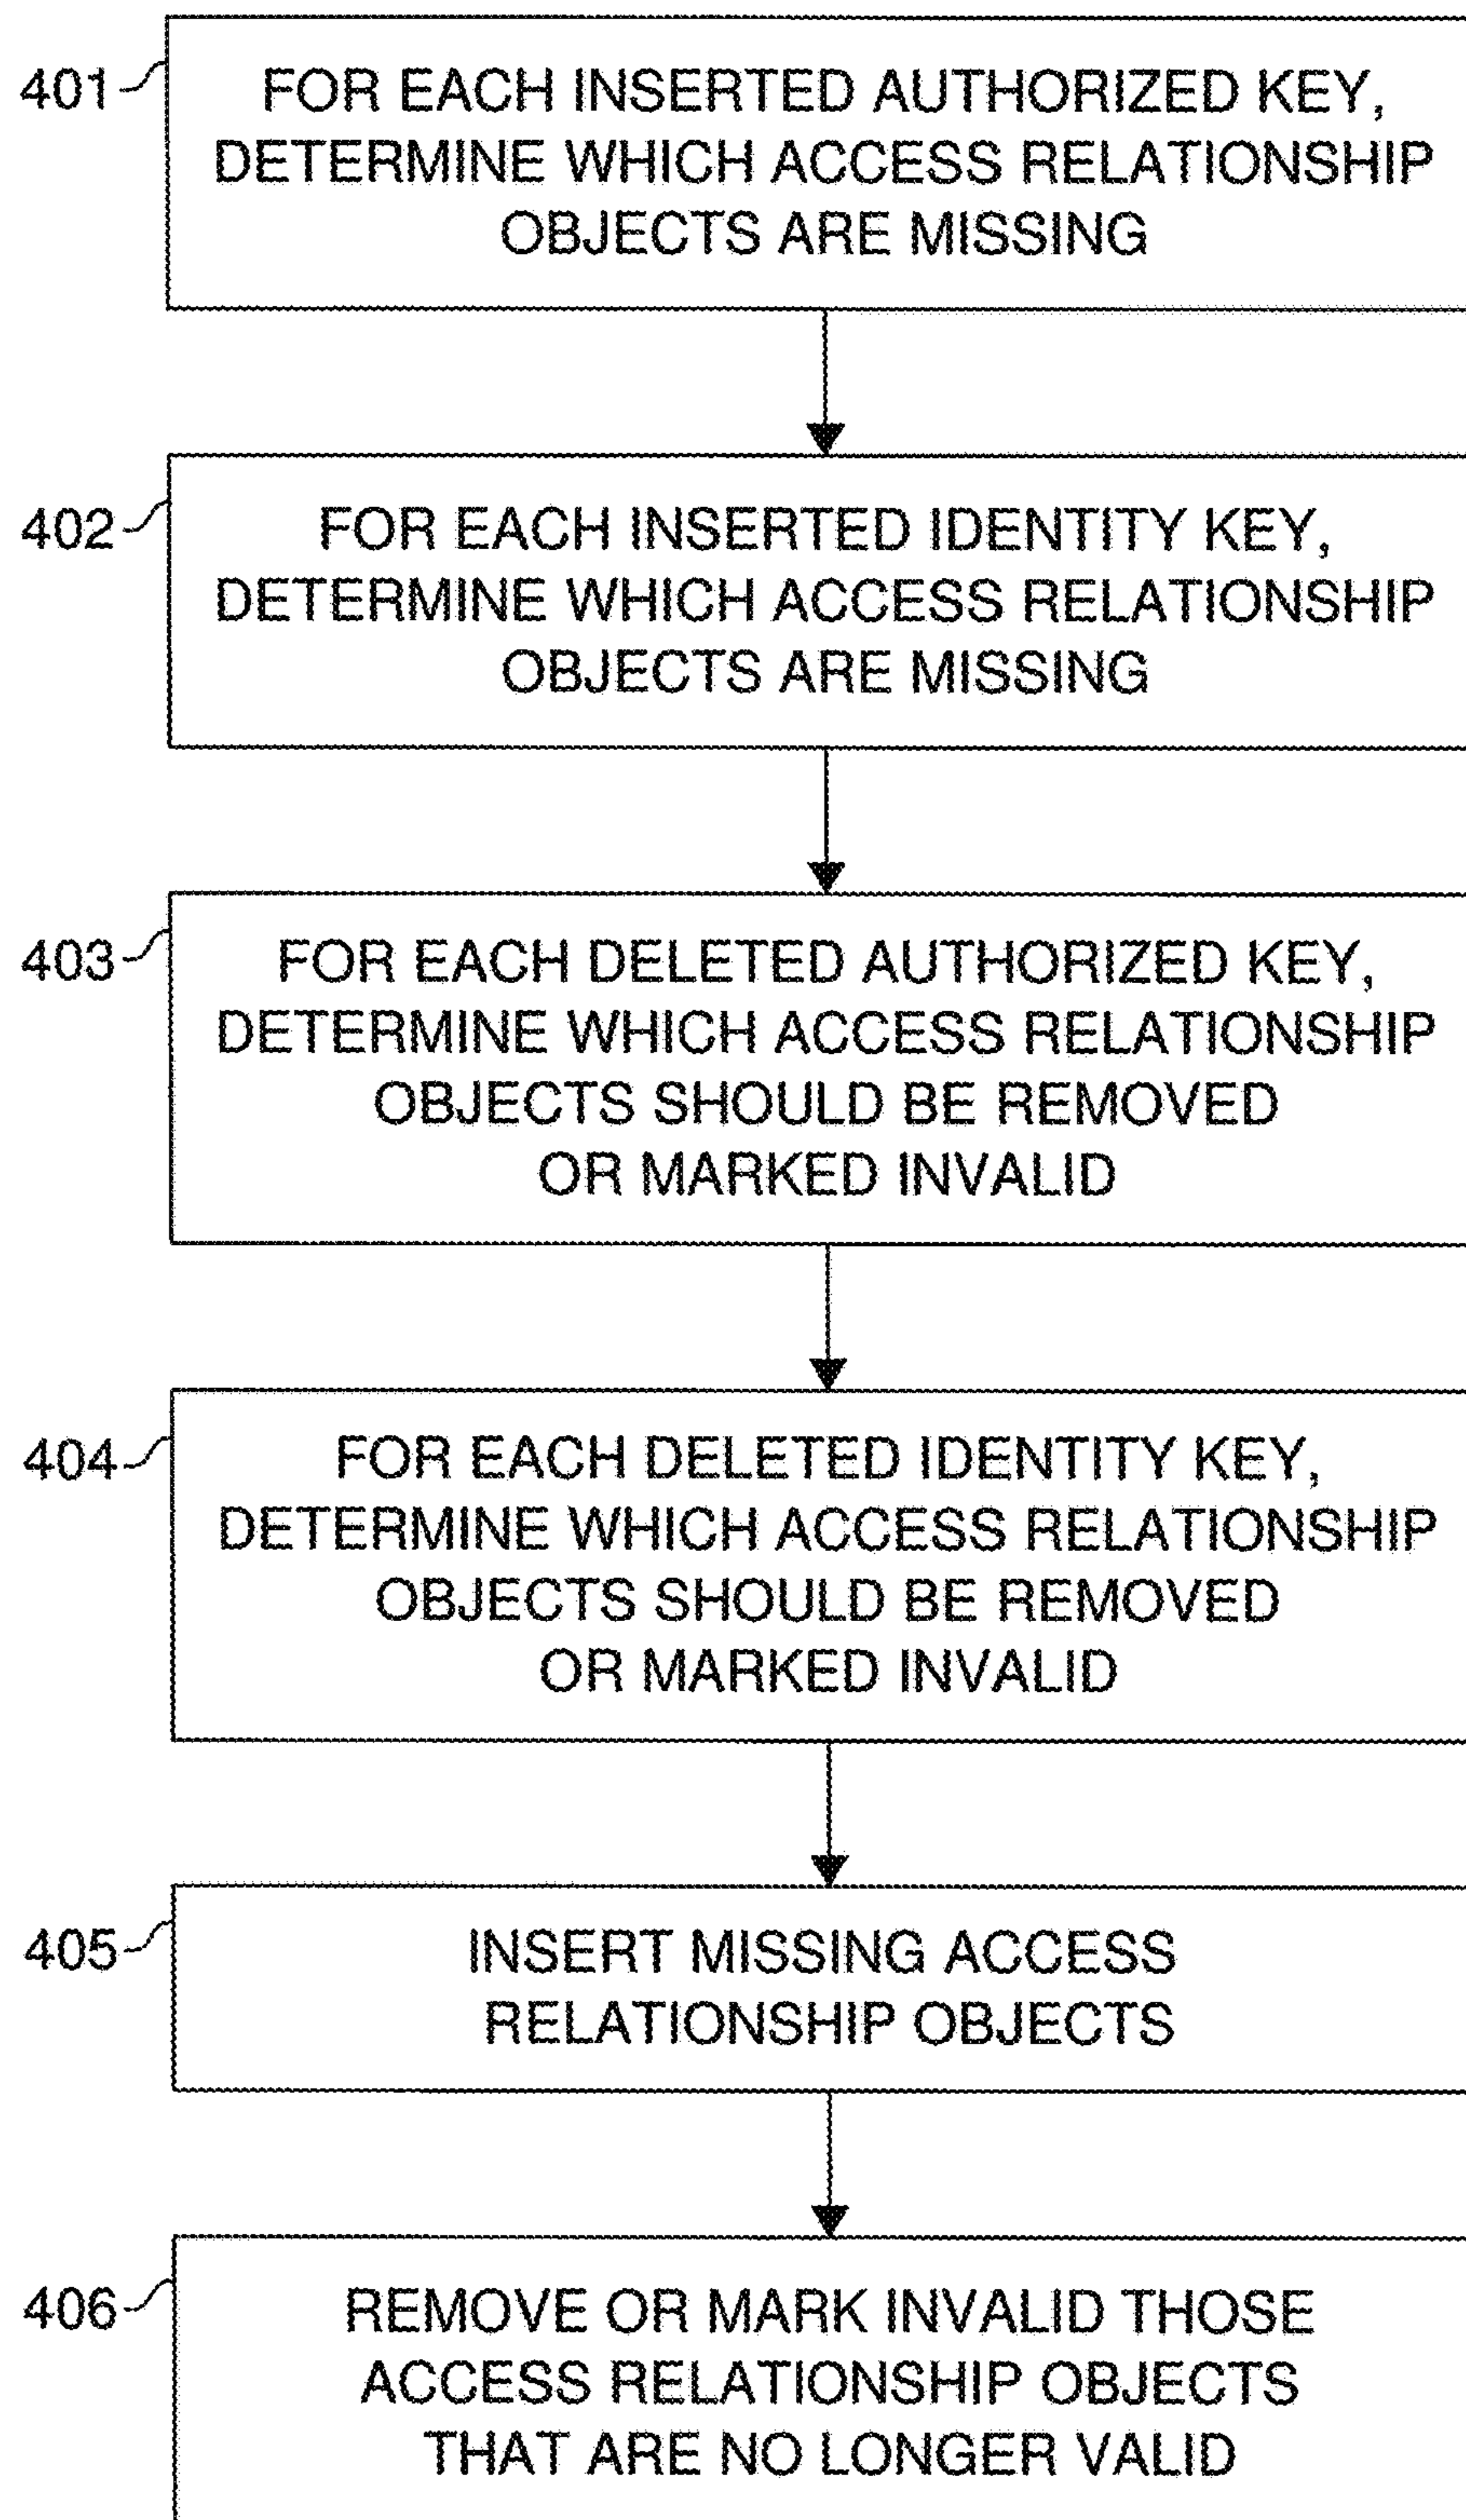 401
FOR EACH INSERTED AUTHORIZED KEY,
DETERMINE WHICH ACCESS RELATIONSHIP
OBJECTS ARE MISSING
402
FOR EACH INSERTED IDENTITY KEY,
DETERMINE WHICH ACCESS RELATIONSHIP
OBJECTS ARE MISSING
403
FOR EACH DELETED AUTHORIZED KEY,
DETERMINE WHICH ACCESS RELATIONSHIP
OBJECTS SHOULD BE REMOVED
OR MARKED INVALID
404
FOR EACH DELETED IDENTITY KEY,
DETERMINE WHICH ACCESS RELATIONSHIP
OBJECTS SHOULD BE REMOVED
OR MARKED INVALID
405
INSERT MISSING ACCESS
RELATIONSHIP OBJECTS
406
REMOVE OR MARK INVALID THOSE
ACCESS RELATIONSHIP OBJECTS
THAT ARE NO LONGER VALID